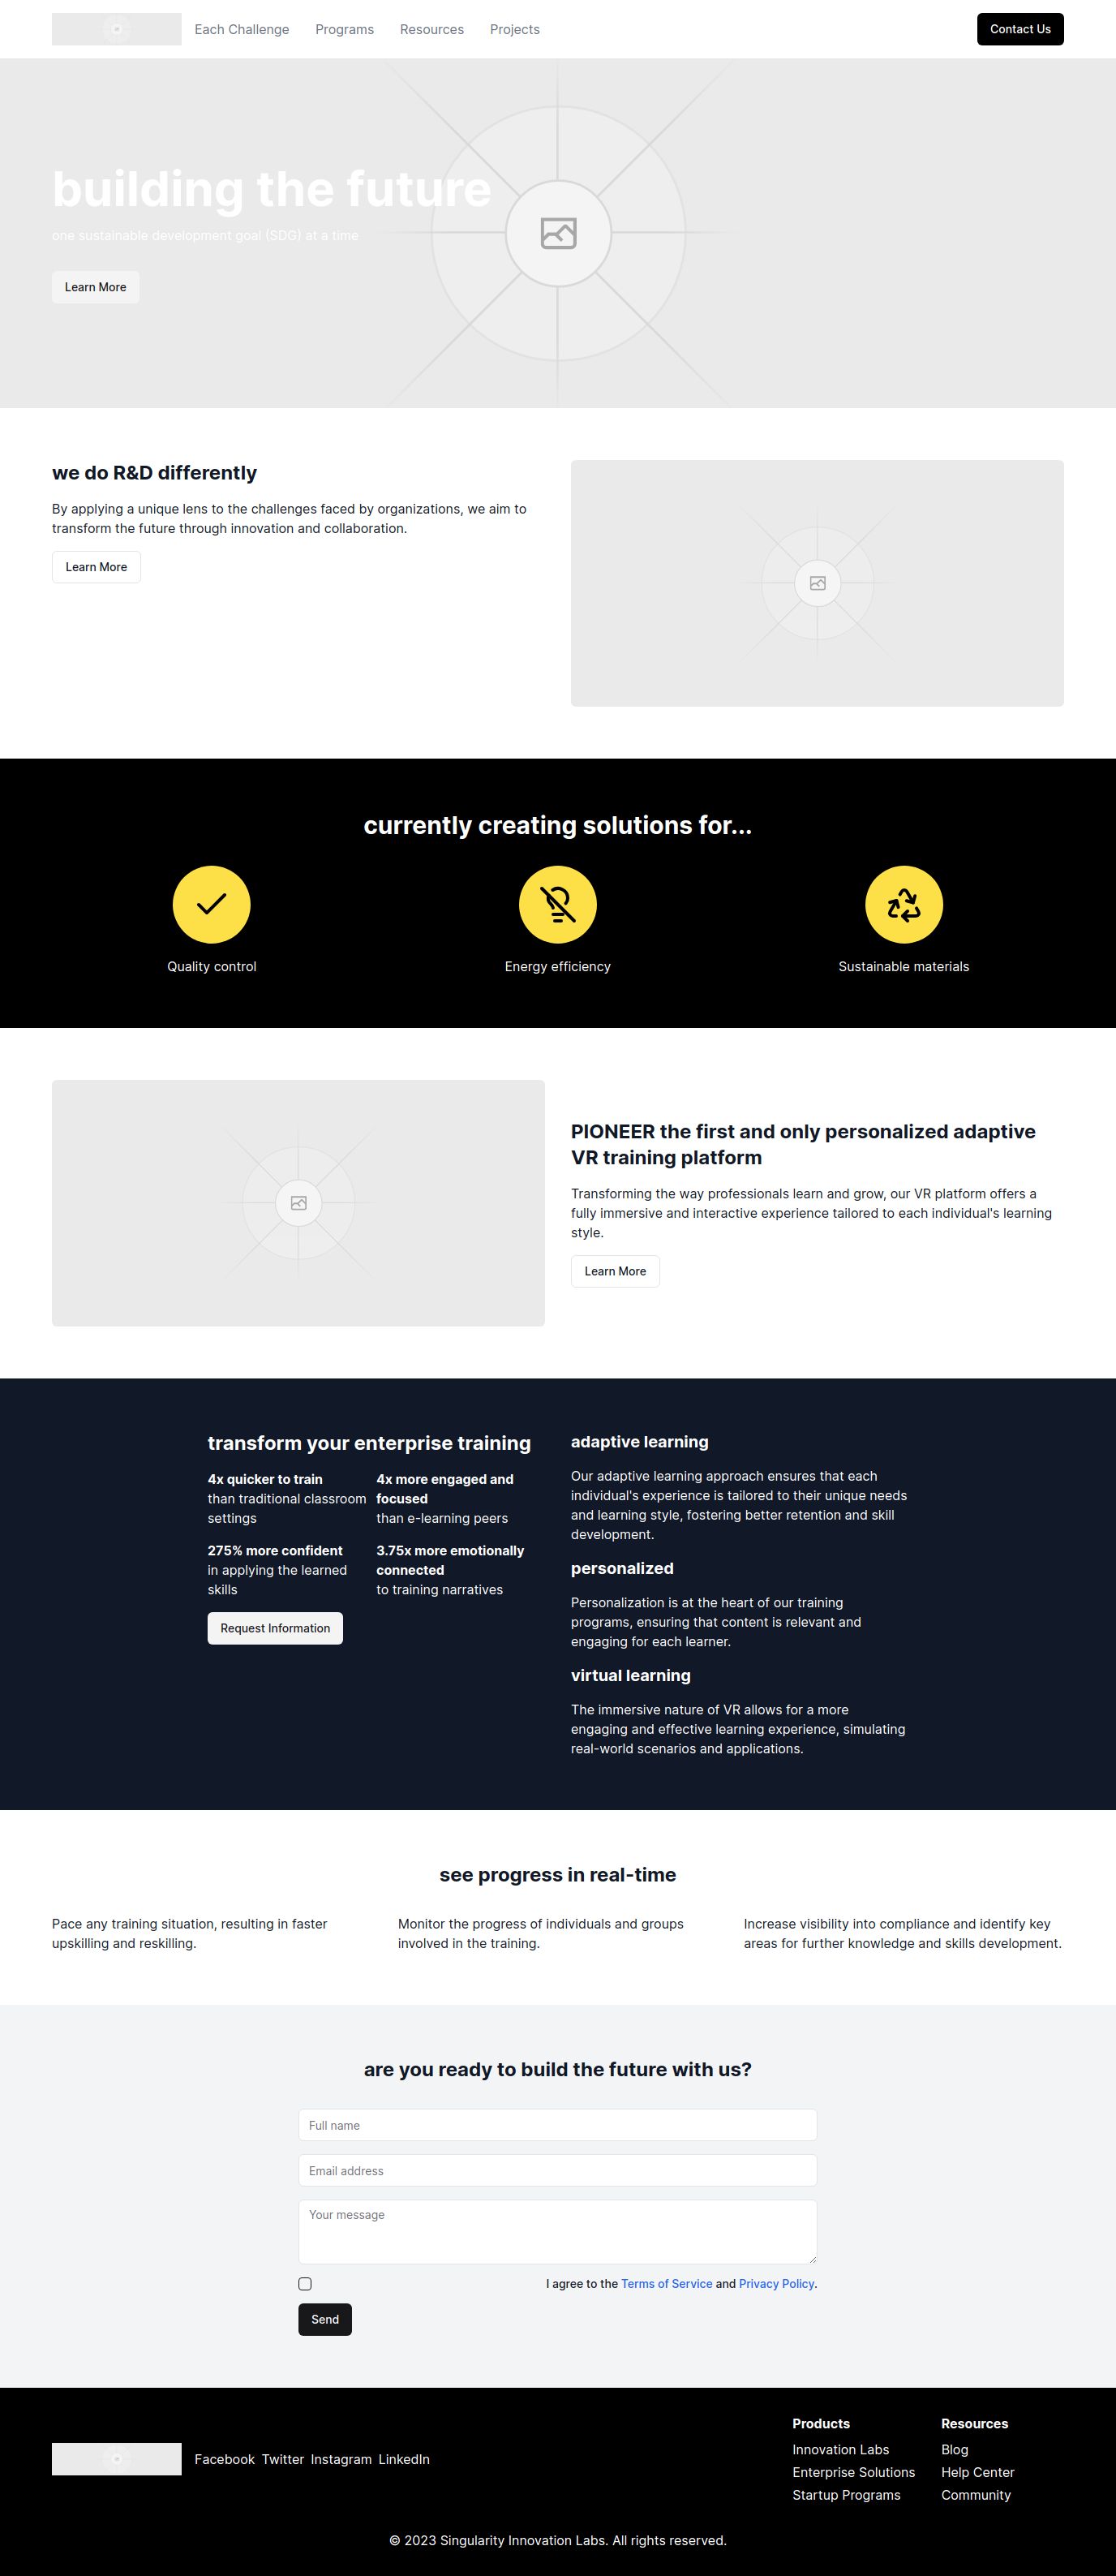 Each Challenge Programs Resources Projects Contact Us
building the future
one sustainable development goal (SDG) at a time
Learn More
we do R&D differently
By applying a unique lens to the challenges faced by organizations, we aim to
transform the future through innovation and collaboration.
Learn More
currently creating solutions for...
Quality control Energy efficiency Sustainable materials
PIONEER the first and only personalized adaptive
VR training platform
Transforming the way professionals learn and grow, our VR platform offers a
fully immersive and interactive experience tailored to each individual's learning
style.
Learn More
transform your enterprise training
4x quicker to train
than traditional classroom
settings
4x more engaged and
focused
than e-learning peers
275% more confident
in applying the learned
skills
3.75x more emotionally
connected
to training narratives
Request Information
adaptive learning
Our adaptive learning approach ensures that each
individual's experience is tailored to their unique needs
and learning style, fostering better retention and skill
development.
personalized
Personalization is at the heart of our training
programs, ensuring that content is relevant and
engaging for each learner.
virtual learning
The immersive nature of VR allows for a more
engaging and effective learning experience, simulating
real-world scenarios and applications.
see progress in real-time
Pace any training situation, resulting in faster
upskilling and reskilling.
Monitor the progress of individuals and groups
involved in the training.
Increase visibility into compliance and identify key
areas for further knowledge and skills development.
are you ready to build the future with us?
Full name
Email address
Your message
I agree to the Terms of Service and Privacy Policy.
Send
Facebook Twitter Instagram LinkedIn
Products
Innovation Labs
Enterprise Solutions
Startup Programs
Resources
Blog
Help Center
Community
© 2023 Singularity Innovation Labs. All rights reserved.